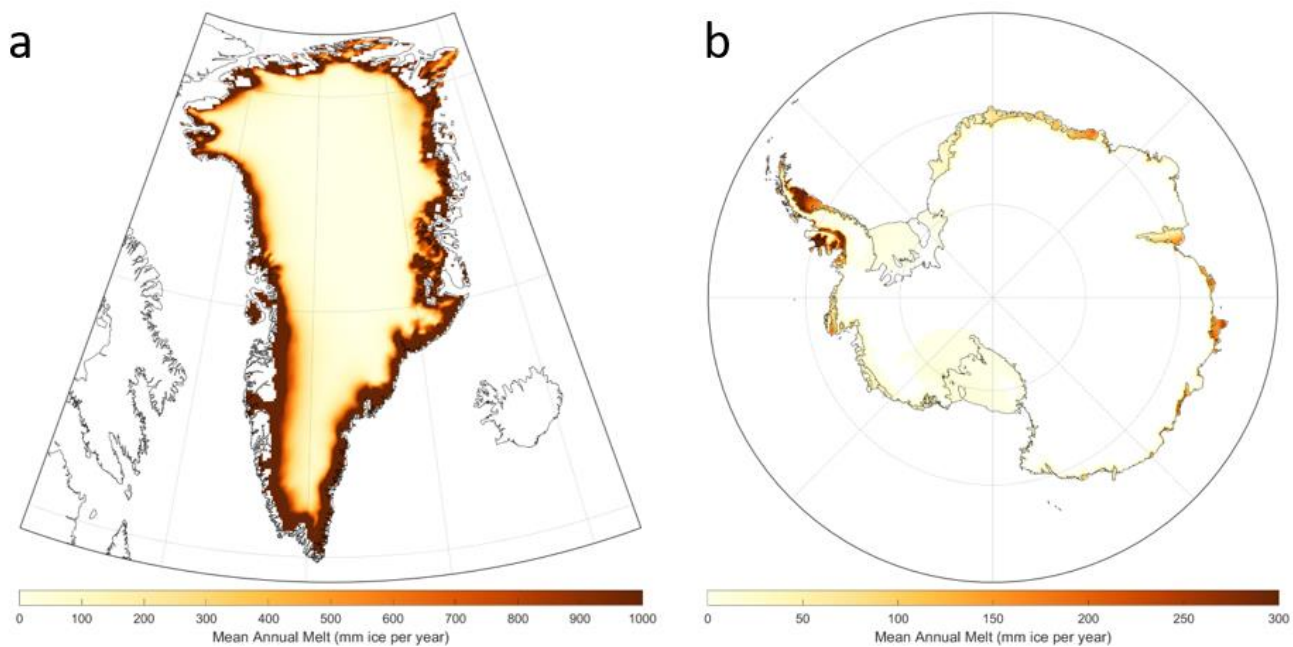 a
b
0 100 200 300 400 500 600 700 800 900 1000
Mean Annual Melt (mm ice per year)
0 50 100 150 200 250 300
Mean Annual Melt (mm ice per year)